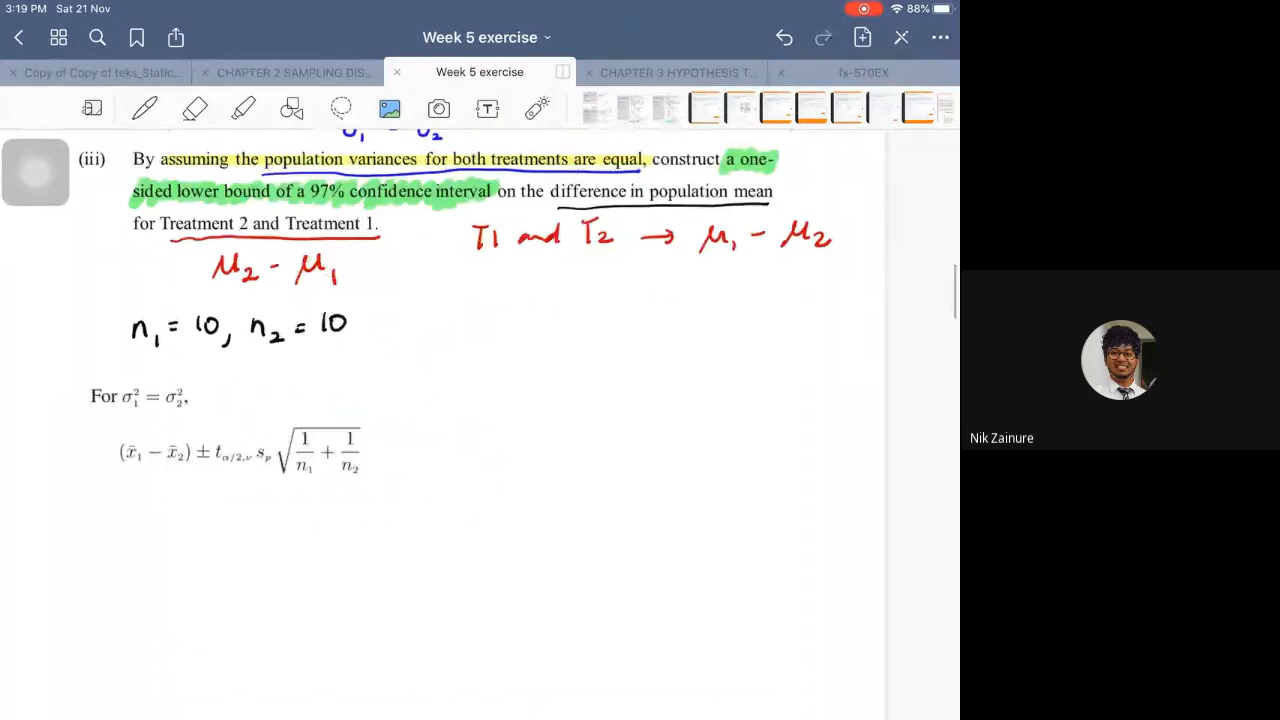 3:19 PM Sat 21 Nov
88%
Week 5 exercise
Copy of Copy of teks_Static...
CHAPTER 2 SAMPLING DIS...
Week 5 exercise
CHAPTER 3 HYPOTHESIS T...
fx-570EX
(iii) By assuming the population variances for both treatments are equal, construct a one-
sided lower bound of a 97% confidence interval on the difference in population mean
for Treatment 2 and Treatment 1.
T1 and T2 → μ₁ - μ₂
μ₂ - μ₁
n₁ = 10, n₂ = 10
For σ₁² = σ₂²,
(x̄₁ − x̄₂) ± t_{α/2,ν} s_p √(1/n₁ + 1/n₂)
Nik Zainure